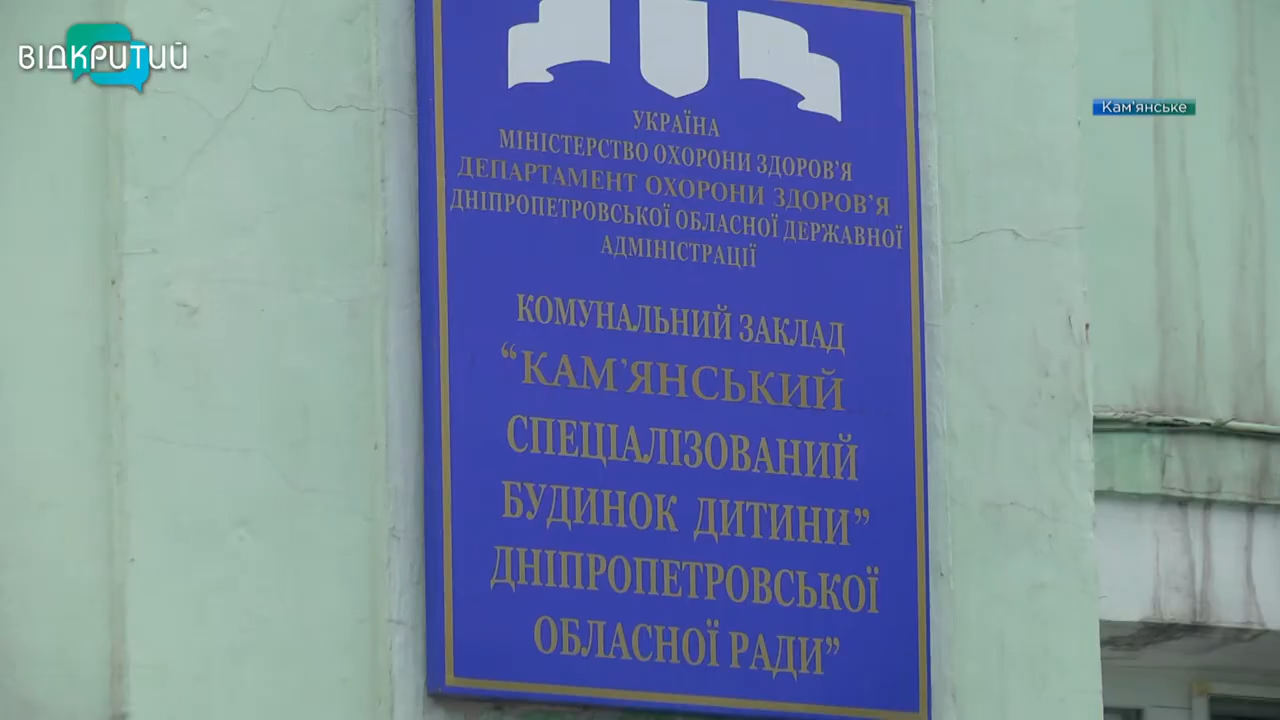 ВІДКРИТИЙ
Кам'янське
УКРАЇНА
МІНІСТЕРСТВО ОХОРОНИ ЗДОРОВ'Я
ДЕПАРТАМЕНТ ОХОРОНИ ЗДОРОВ'Я
ДНІПРОПЕТРОВСЬКОЇ ОБЛАСНОЇ ДЕРЖАВНОЇ
АДМІНІСТРАЦІЇ
КОМУНАЛЬНИЙ ЗАКЛАД
“КАМ'ЯНСЬКИЙ
СПЕЦІАЛІЗОВАНИЙ
БУДИНОК ДИТИНИ”
ДНІПРОПЕТРОВСЬКОЇ
ОБЛАСНОЇ РАДИ”